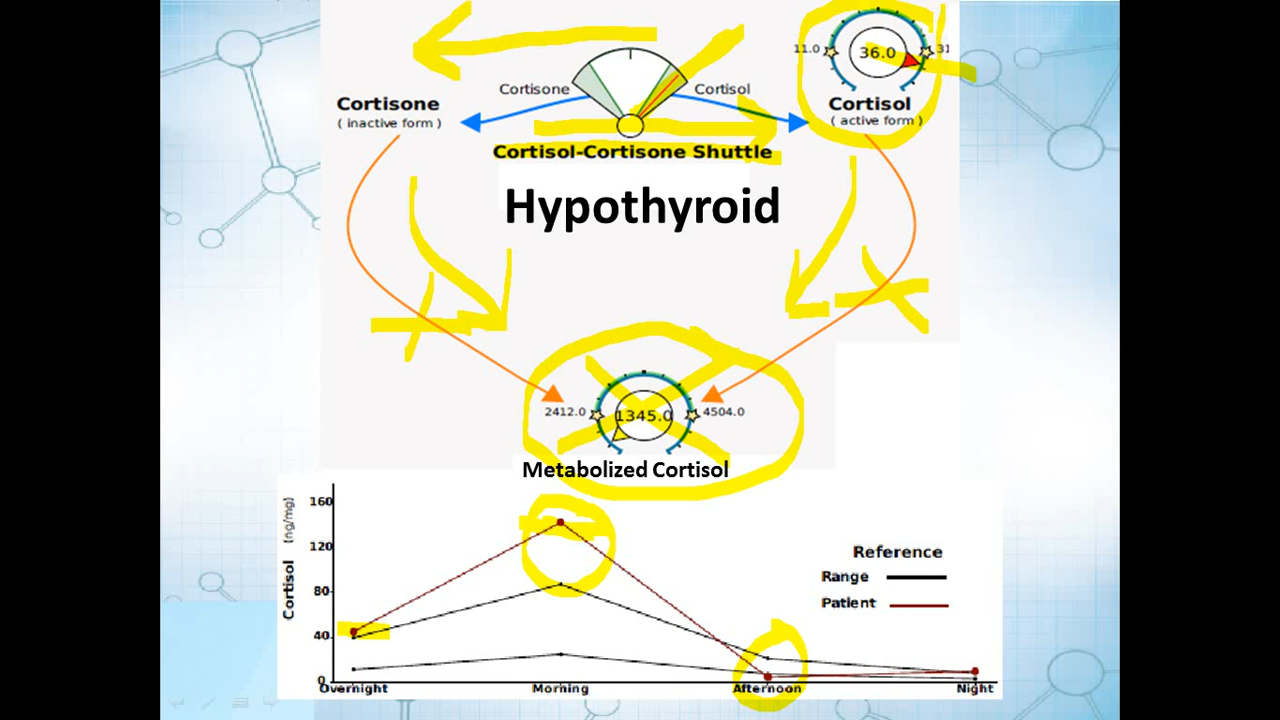 11.0
36.0
31
Cortisone
Cortisol
Cortisone
( inactive form )
Cortisol
( active form )
Cortisol-Cortisone Shuttle
Hypothyroid
2412.0
1345.0
4504.0
Metabolized Cortisol
Cortisol (ng/mg)
160
120
80
40
0
Overnight
Morning
Afternoon
Night
Reference
Range
Patient